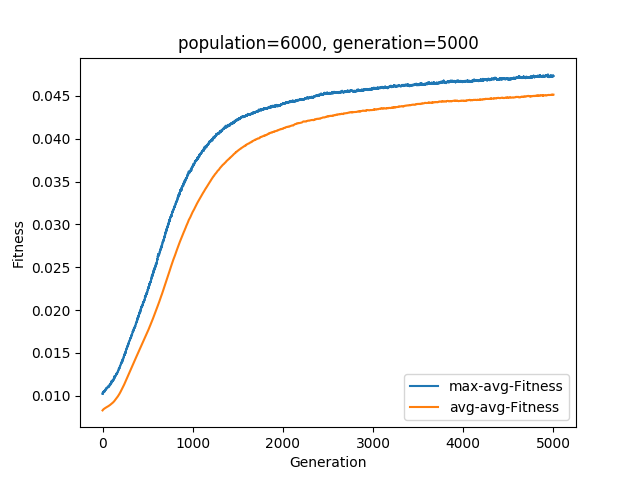 population=6000, generation=5000
0.045
0.040
0.035
0.030
0.025
0.020
0.015
0.010
Fitness
max-avg-Fitness
avg-avg-Fitness
0 1000 2000 3000 4000 5000
Generation